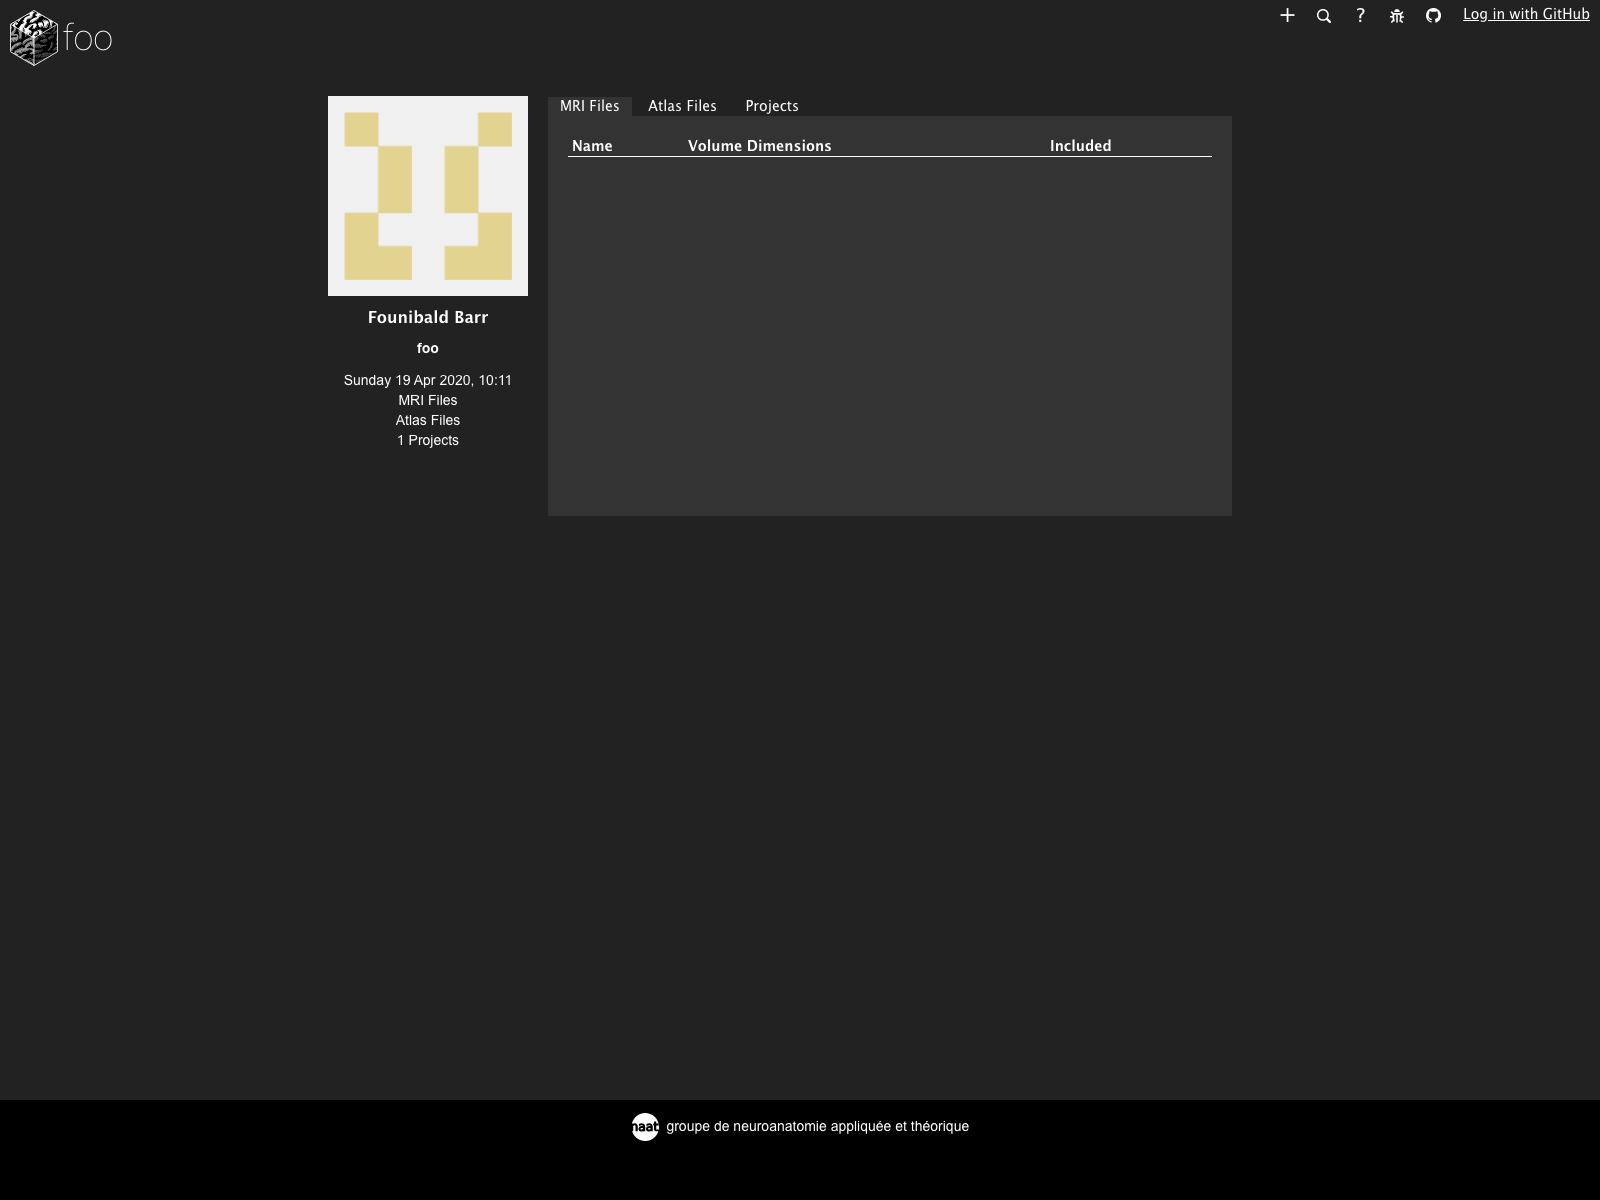 foo
? Log in with GitHub
MRI Files Atlas Files Projects
Name Volume Dimensions Included
Founibald Barr
foo
Sunday 19 Apr 2020, 10:11
MRI Files
Atlas Files
1 Projects
naat groupe de neuroanatomie appliquée et théorique